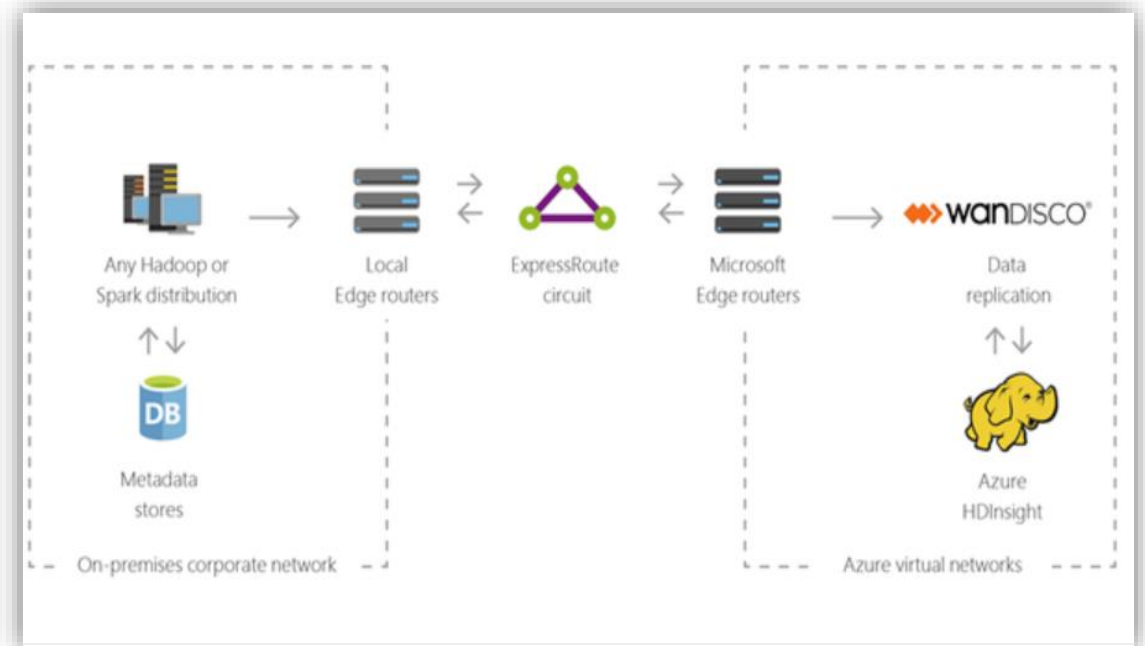 Any Hadoop or
Spark distribution
Local
Edge routers
ExpressRoute
circuit
Microsoft
Edge routers
wanDISCO®
Data
replication
DB
Metadata
stores
Azure
HDInsight
On-premises corporate network
Azure virtual networks